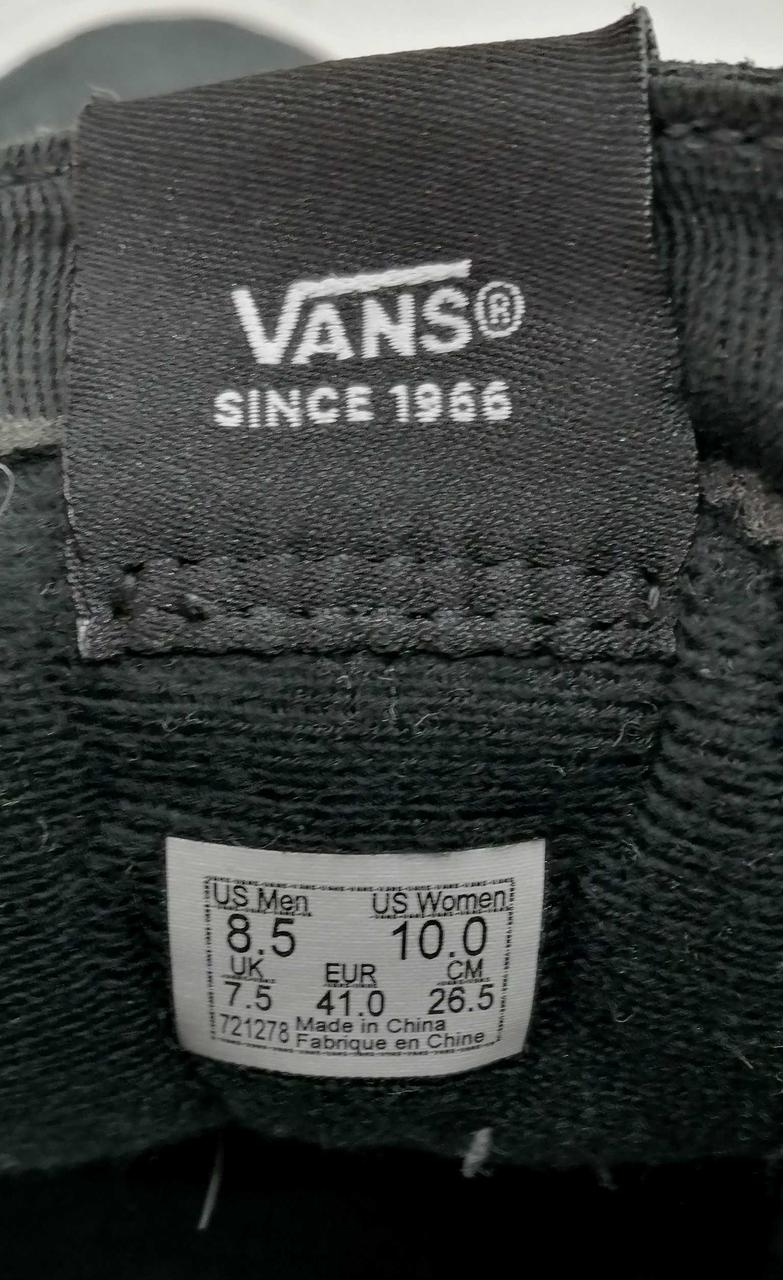 VANS®
SINCE 1966
US Men US Women
8.5 10.0
UK EUR CM
7.5 41.0 26.5
721278 Made in China
Fabrique en Chine